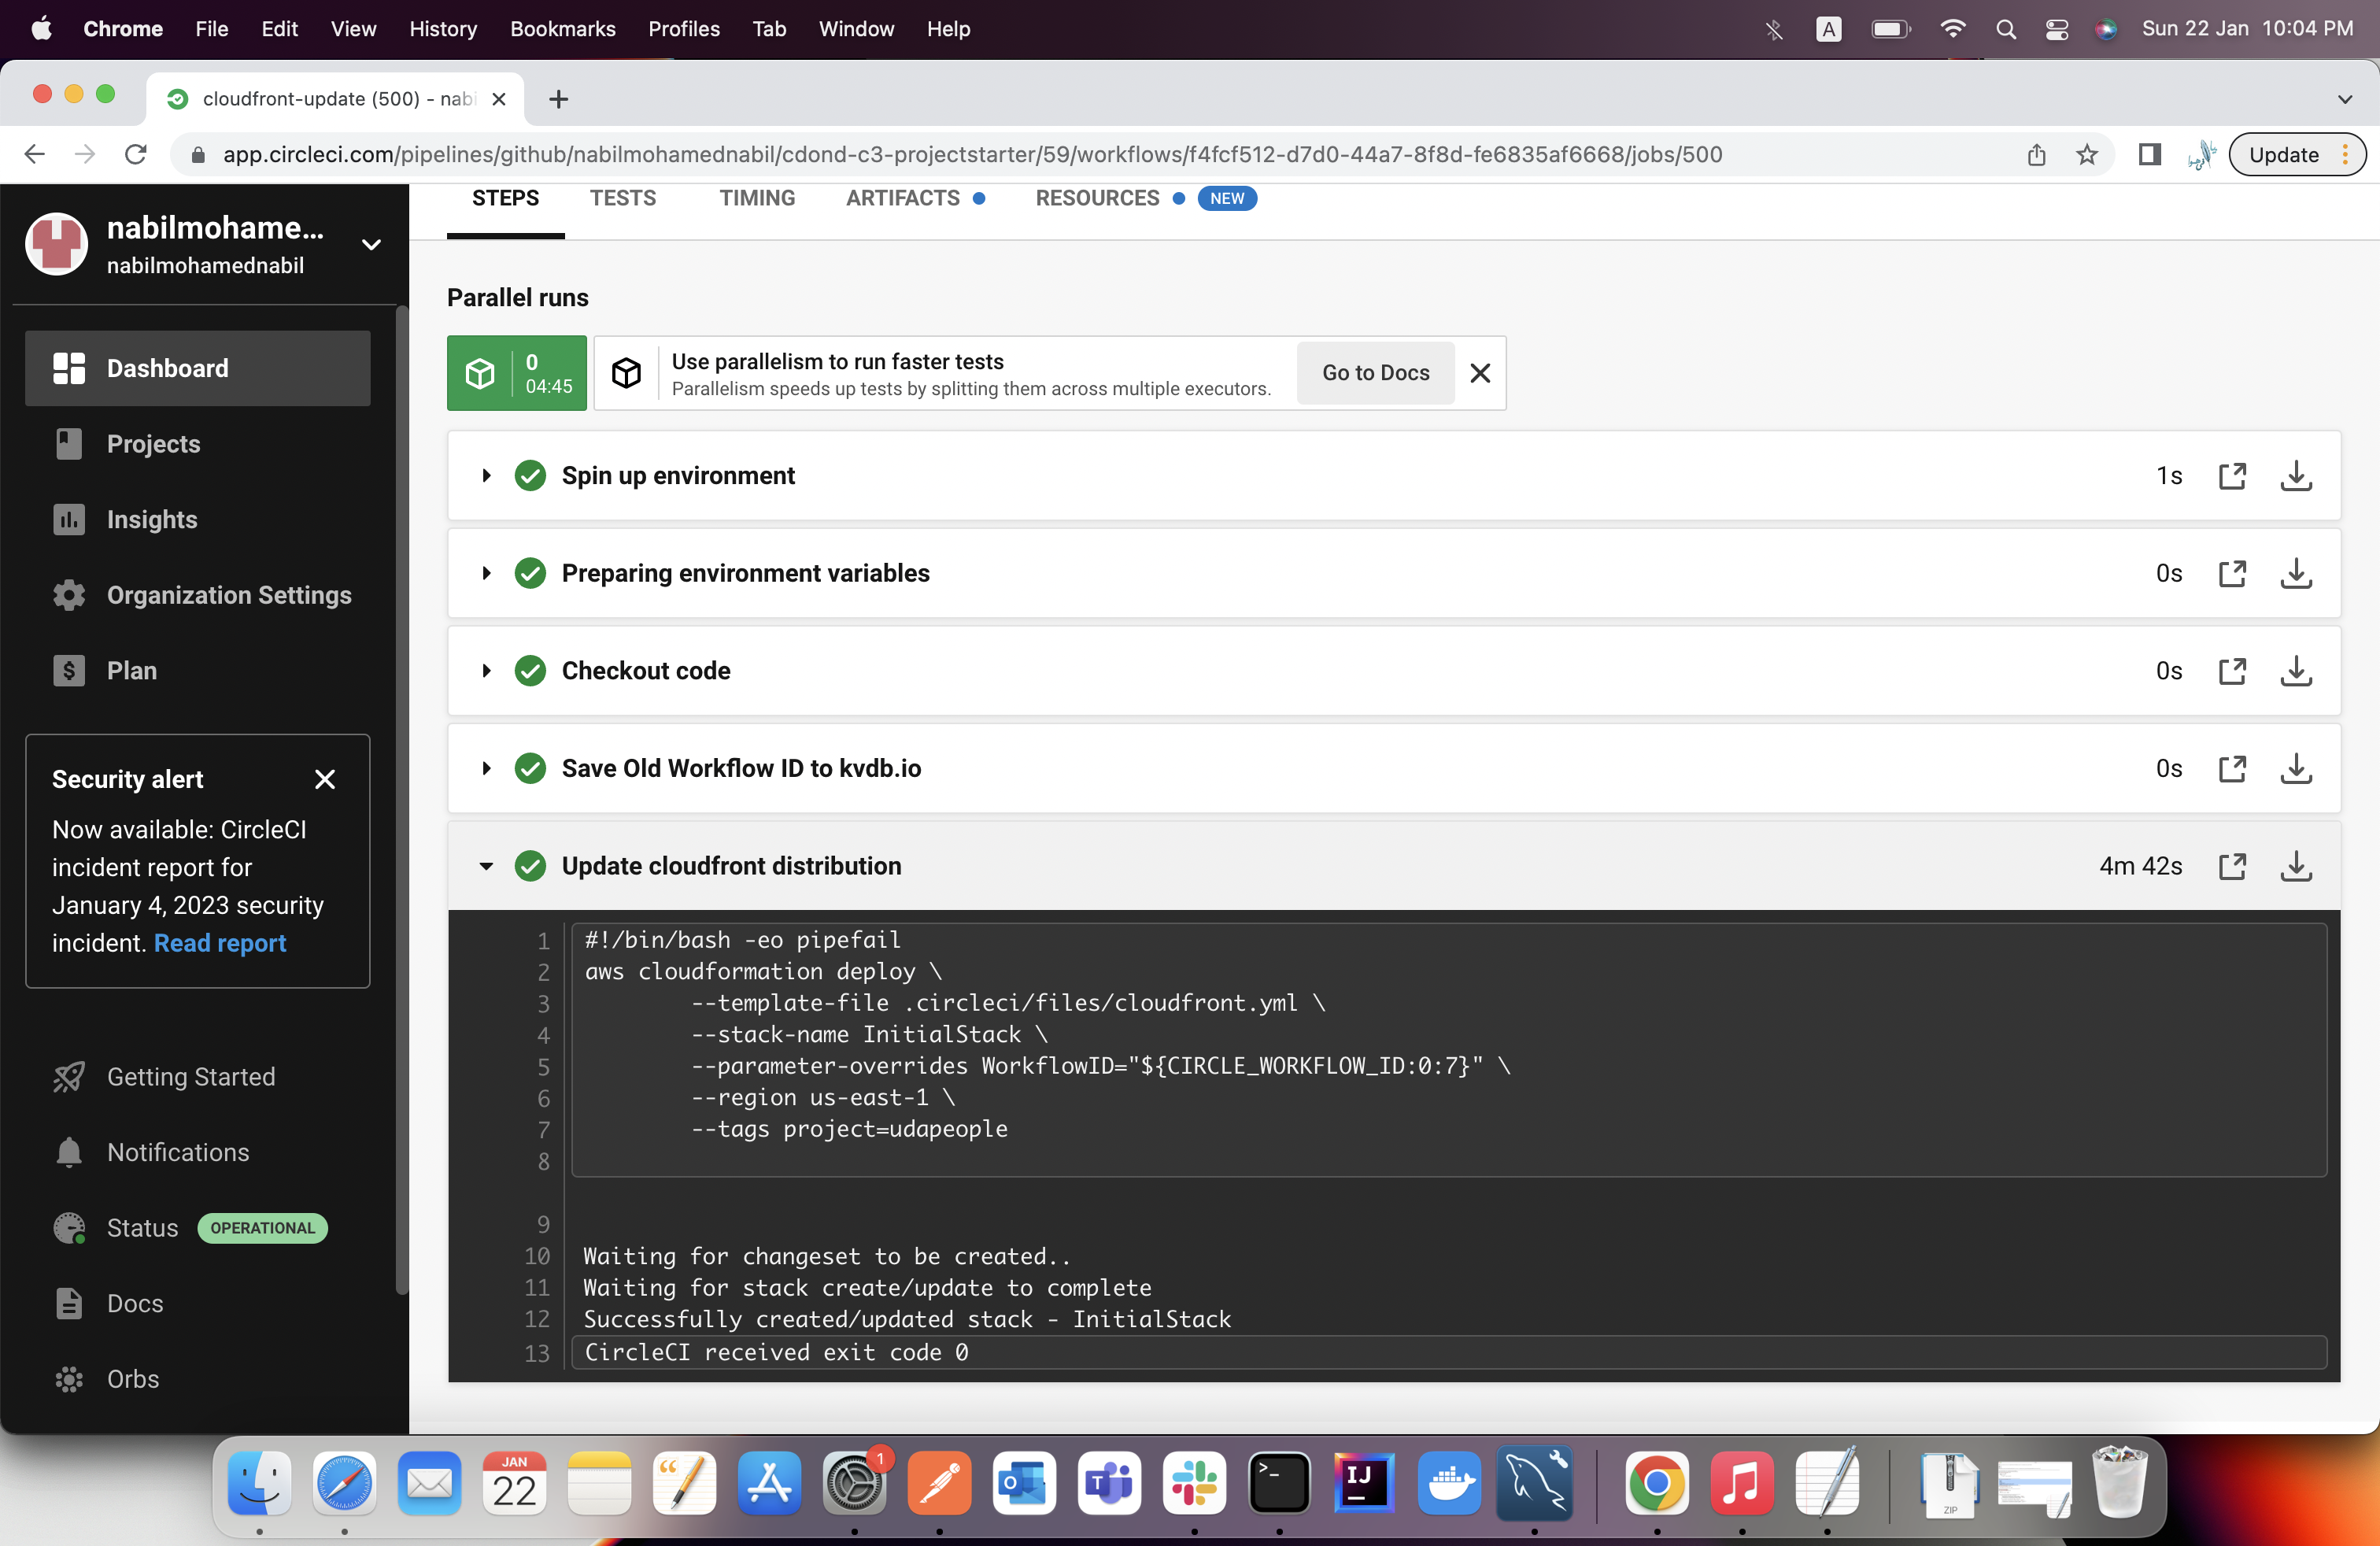 Chrome File Edit View History Bookmarks Profiles Tab Window Help A Sun 22 Jan 10:04 PM
cloudfront-update (500) - nabi
app.circleci.com/pipelines/github/nabilmohamednabil/cdond-c3-projectstarter/59/workflows/f4fcf512-d7d0-44a7-8f8d-fe6835af6668/jobs/500 Update
nabilmohame...
nabilmohamednabil
Dashboard
Projects
Insights
Organization Settings
Plan
Security alert
Now available: CircleCI
incident report for
January 4, 2023 security
incident. Read report
Getting Started
Notifications
Status OPERATIONAL
Docs
Orbs
STEPS TESTS TIMING ARTIFACTS RESOURCES NEW
Parallel runs
0
04:45
Use parallelism to run faster tests
Parallelism speeds up tests by splitting them across multiple executors.
Go to Docs
Spin up environment 1s
Preparing environment variables 0s
Checkout code 0s
Save Old Workflow ID to kvdb.io 0s
Update cloudfront distribution 4m 42s
1 #!/bin/bash -eo pipefail
2 aws cloudformation deploy \
3 --template-file .circleci/files/cloudfront.yml \
4 --stack-name InitialStack \
5 --parameter-overrides WorkflowID="${CIRCLE_WORKFLOW_ID:0:7}" \
6 --region us-east-1 \
7 --tags project=udapeople
8
9
10 Waiting for changeset to be created..
11 Waiting for stack create/update to complete
12 Successfully created/updated stack - InitialStack
13 CircleCI received exit code 0
JAN
22
1
IJ
ZIP